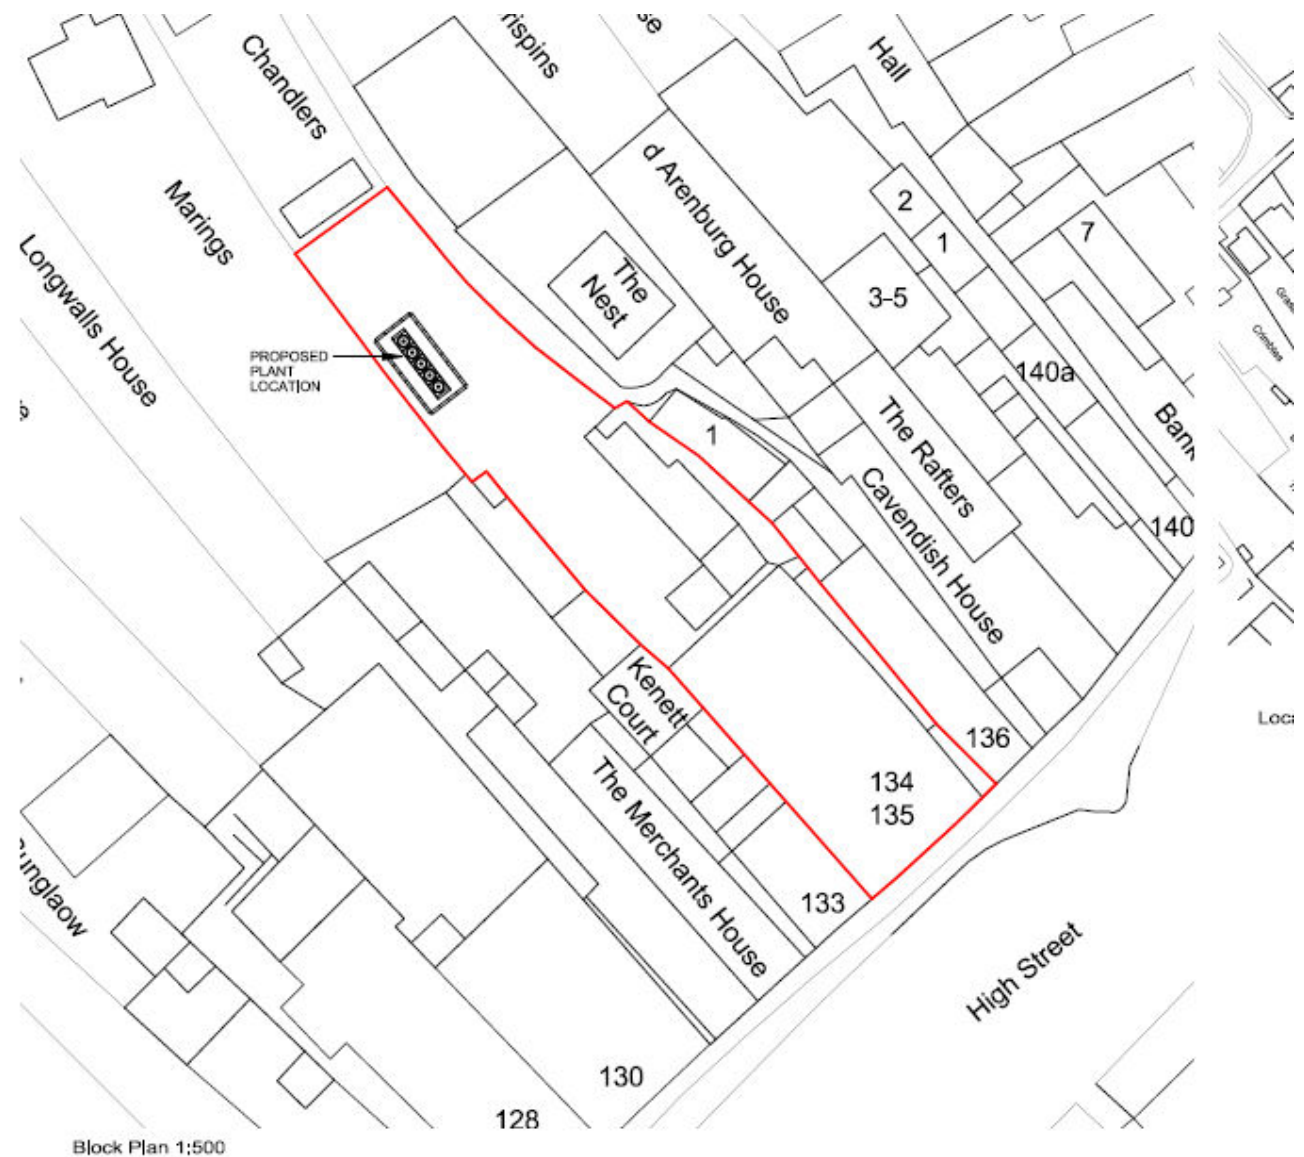 Chandlers
Hall
Marings
Longwalls House
d Arenburg House
2
1
7
The
Nest
3-5
PROPOSED
PLANT
LOCATION
140a
1
The Rafters
Cavendish House
140
Kenett
Court
136
134
135
The Merchants House
133
High Street
130
128
Block Plan 1:500
Crimbles